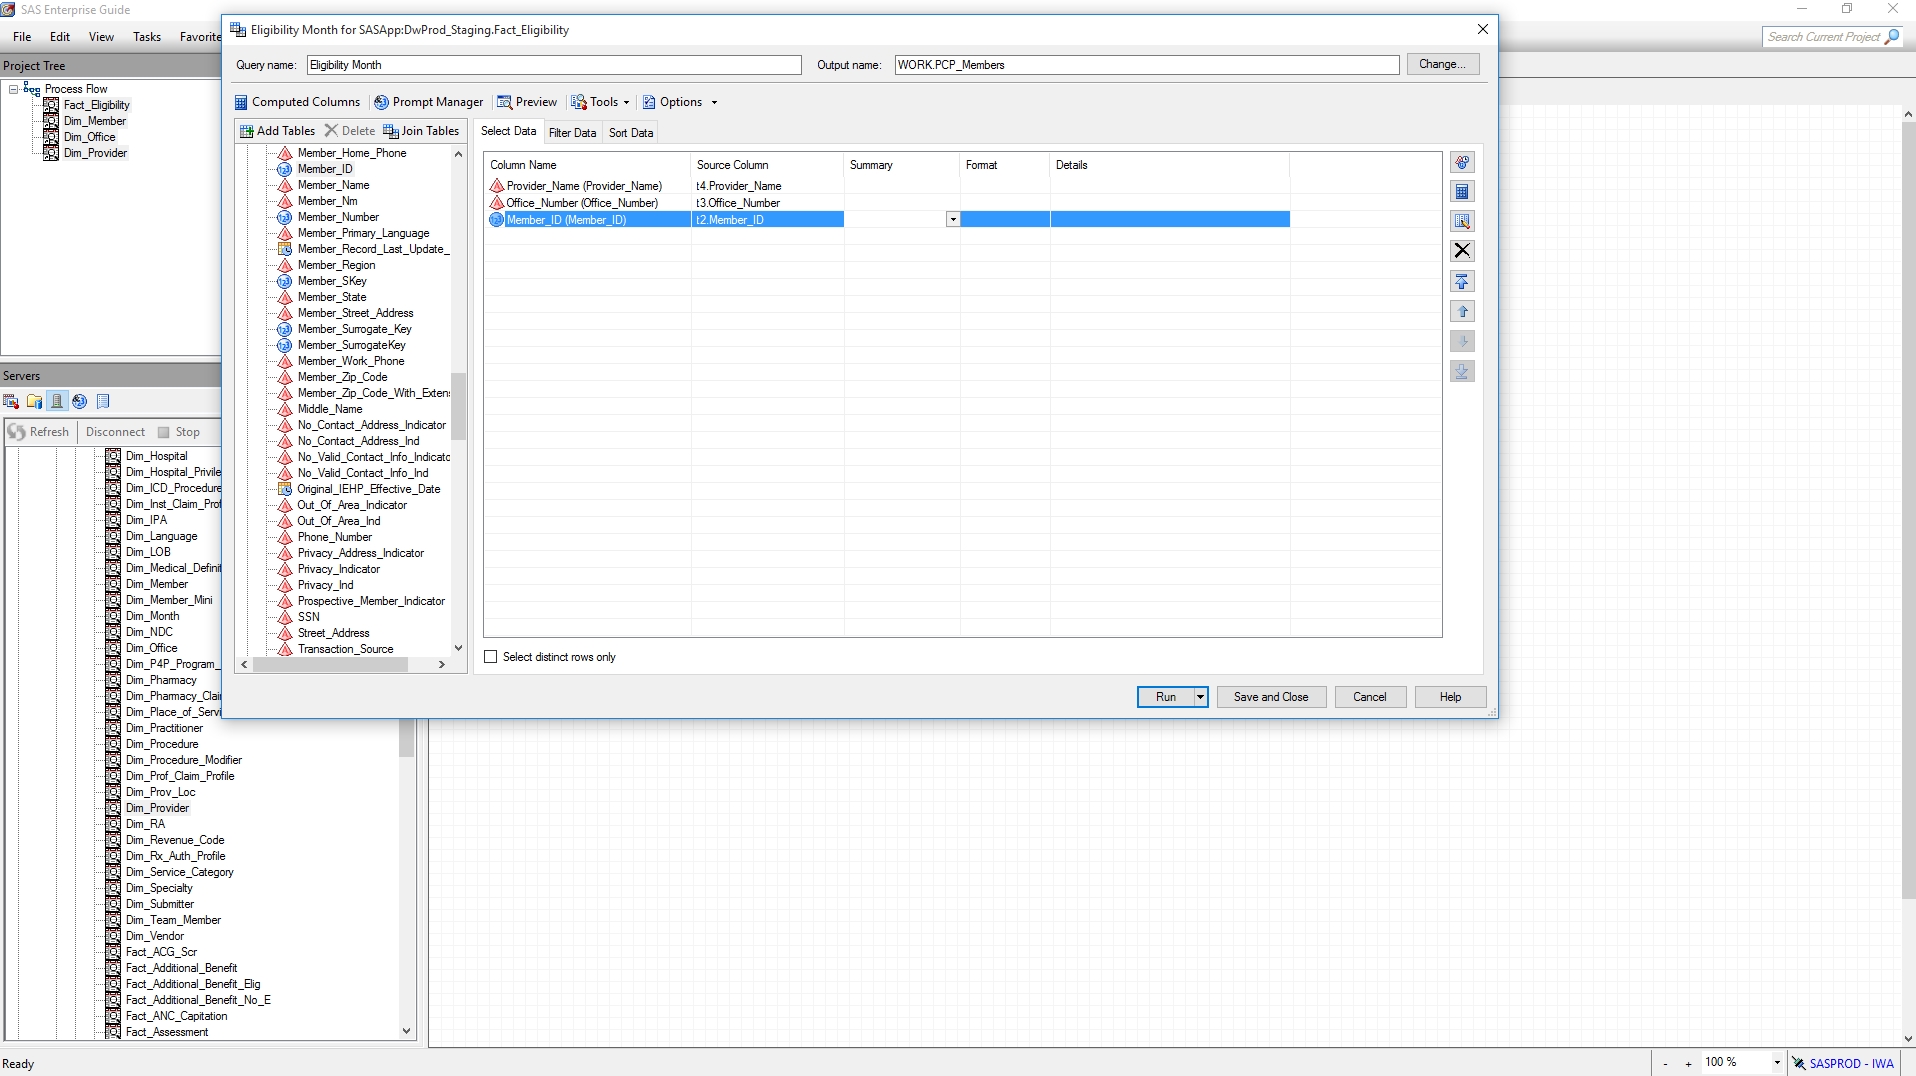 SAS Enterprise Guide
File Edit View Tasks Favorite
Search Current Project
Project Tree
Process Flow
Fact_Eligibility
Dim_Member
Dim_Office
Dim_Provider
Servers
Refresh Disconnect Stop
Dim_Hospital
Dim_Hospital_Privile
Dim_ICD_Procedure
Dim_Inst_Claim_Prof
Dim_IPA
Dim_Language
Dim_LOB
Dim_Medical_Definit
Dim_Member
Dim_Member_Mini
Dim_Month
Dim_NDC
Dim_Office
Dim_P4P_Program_
Dim_Pharmacy
Dim_Pharmacy_Clai
Dim_Place_of_Servi
Dim_Practitioner
Dim_Procedure
Dim_Procedure_Modifier
Dim_Prof_Claim_Profile
Dim_Prov_Loc
Dim_Provider
Dim_RA
Dim_Revenue_Code
Dim_Rx_Auth_Profile
Dim_Service_Category
Dim_Specialty
Dim_Submitter
Dim_Team_Member
Dim_Vendor
Fact_ACG_Scr
Fact_Additional_Benefit
Fact_Additional_Benefit_Elig
Fact_Additional_Benefit_No_E
Fact_ANC_Capitation
Fact_Assessment
Eligibility Month for SASApp:DwProd_Staging.Fact_Eligibility
Query name: Eligibility Month Output name: WORK.PCP_Members Change...
Computed Columns Prompt Manager Preview Tools Options
Add Tables Delete Join Tables
Member_Home_Phone
Member_ID
Member_Name
Member_Nm
Member_Number
Member_Primary_Language
Member_Record_Last_Update_
Member_Region
Member_SKey
Member_State
Member_Street_Address
Member_Surrogate_Key
Member_SurrogateKey
Member_Work_Phone
Member_Zip_Code
Member_Zip_Code_With_Extens
Middle_Name
No_Contact_Address_Indicator
No_Contact_Address_Ind
No_Valid_Contact_Info_Indicato
No_Valid_Contact_Info_Ind
Original_IEHP_Effective_Date
Out_Of_Area_Indicator
Out_Of_Area_Ind
Phone_Number
Privacy_Address_Indicator
Privacy_Indicator
Privacy_Ind
Prospective_Member_Indicator
SSN
Street_Address
Transaction_Source
Select Data Filter Data Sort Data
Column Name Source Column Summary Format Details
Provider_Name (Provider_Name) t4.Provider_Name
Office_Number (Office_Number) t3.Office_Number
Member_ID (Member_ID) t2.Member_ID
Select distinct rows only
Run Save and Close Cancel Help
Ready
- + 100 % SASPROD - IWA